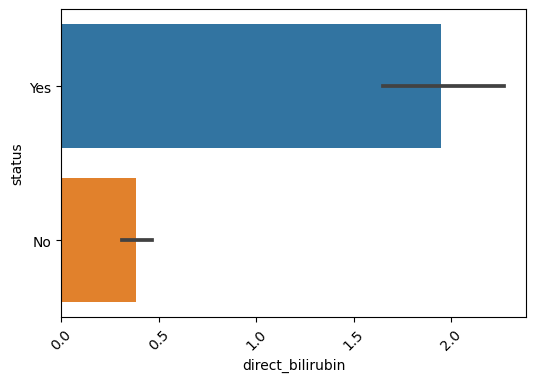 status
Yes
No
0.0 0.5 1.0 1.5 2.0
direct_bilirubin